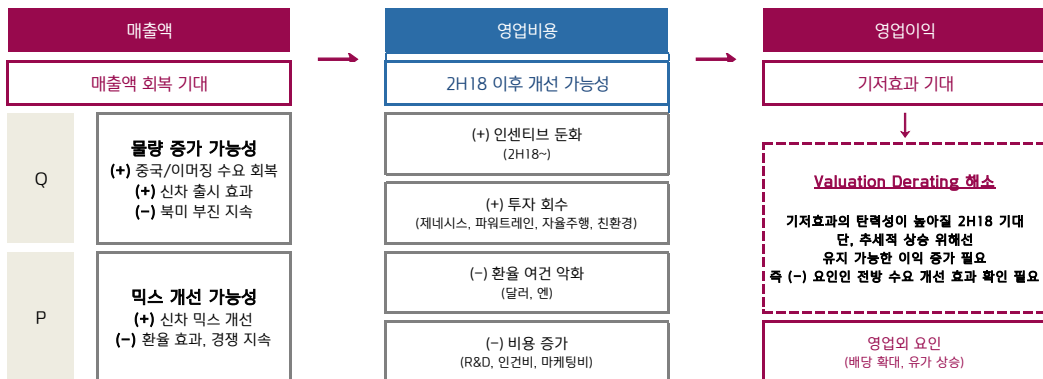 매출액
매출액 회복 기대
Q
물량 증가 가능성
(+) 중국/이머징 수요 회복
(+) 신차 출시 효과
(-) 북미 부진 지속
P
믹스 개선 가능성
(+) 신차 믹스 개선
(-) 환율 효과, 경쟁 지속
영업비용
2H18 이후 개선 가능성
(+) 인센티브 둔화
(2H18~)
(+) 투자 회수
(제네시스, 파워트레인, 자율주행, 친환경)
(-) 환율 여건 악화
(달러, 엔)
(-) 비용 증가
(R&D, 인건비, 마케팅비)
영업이익
기저효과 기대
Valuation Derating 해소
기저효과의 탄력성이 높아질 2H18 기대
단, 추세적 상승 위해선
유지 가능한 이익 증가 필요
즉 (-) 요인인 전방 수요 개선 효과 확인 필요
영업외 요인
(배당 확대, 유가 상승)